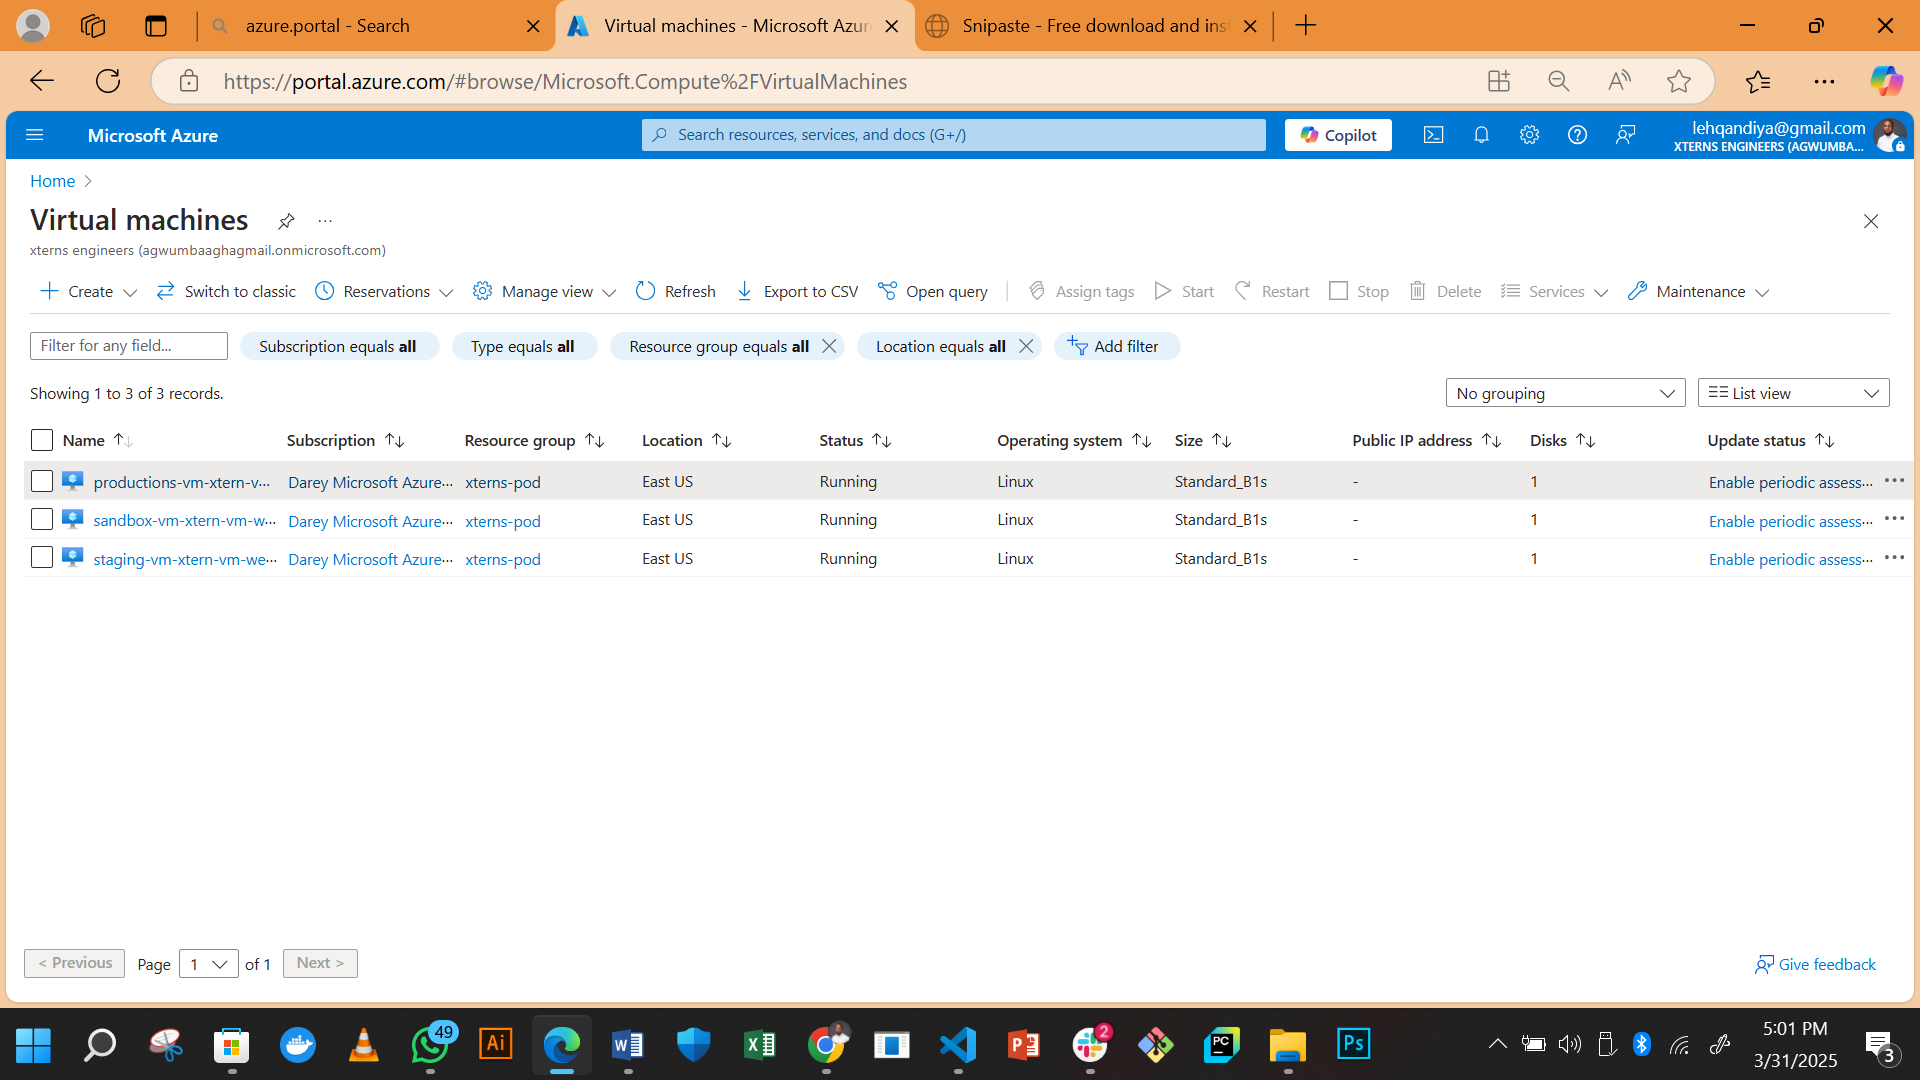 azure.portal - Search
Virtual machines - Microsoft Azur
Snipaste - Free download and ins
https://portal.azure.com/#browse/Microsoft.Compute%2FVirtualMachines
Microsoft Azure
Search resources, services, and docs (G+/)
Copilot
lehqandiya@gmail.com
XTERNS ENGINEERS (AGWUMBA...
Home
Virtual machines
xterns engineers (agwumbaaghagmail.onmicrosoft.com)
Create
Switch to classic
Reservations
Manage view
Refresh
Export to CSV
Open query
Assign tags
Start
Restart
Stop
Delete
Services
Maintenance
Filter for any field...
Subscription equals all
Type equals all
Resource group equals all
Location equals all
Add filter
Showing 1 to 3 of 3 records.
No grouping
List view
Name Subscription Resource group Location Status Operating system Size Public IP address Disks Update status
productions-vm-xtern-v... Darey Microsoft Azure... xterns-pod East US Running Linux Standard_B1s - 1 Enable periodic assess...
sandbox-vm-xtern-vm-w... Darey Microsoft Azure... xterns-pod East US Running Linux Standard_B1s - 1 Enable periodic assess...
staging-vm-xtern-vm-we... Darey Microsoft Azure... xterns-pod East US Running Linux Standard_B1s - 1 Enable periodic assess...
< Previous
Page 1 of 1
Next >
Give feedback
49
Ai
PC
2
Ps
5:01 PM
3/31/2025
3